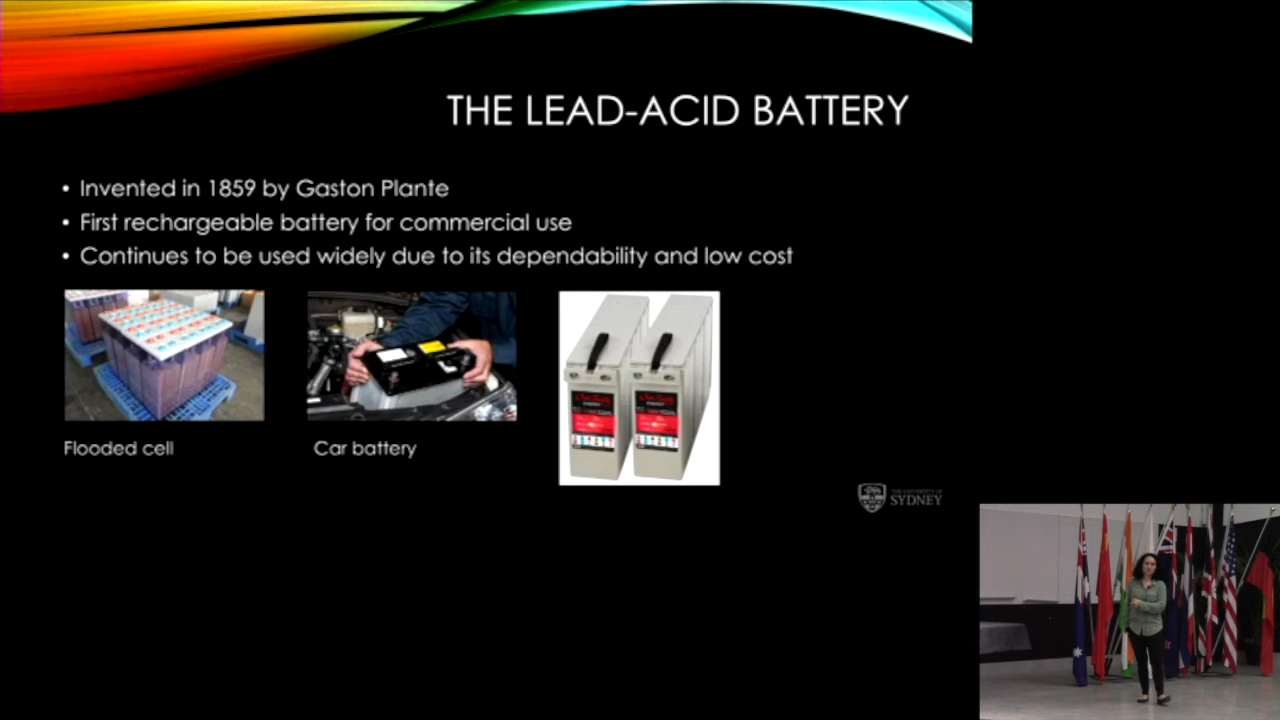 THE LEAD-ACID BATTERY
• Invented in 1859 by Gaston Plante
• First rechargeable battery for commercial use
• Continues to be used widely due to its dependability and low cost
Flooded cell
Car battery
THE UNIVERSITY OF
SYDNEY